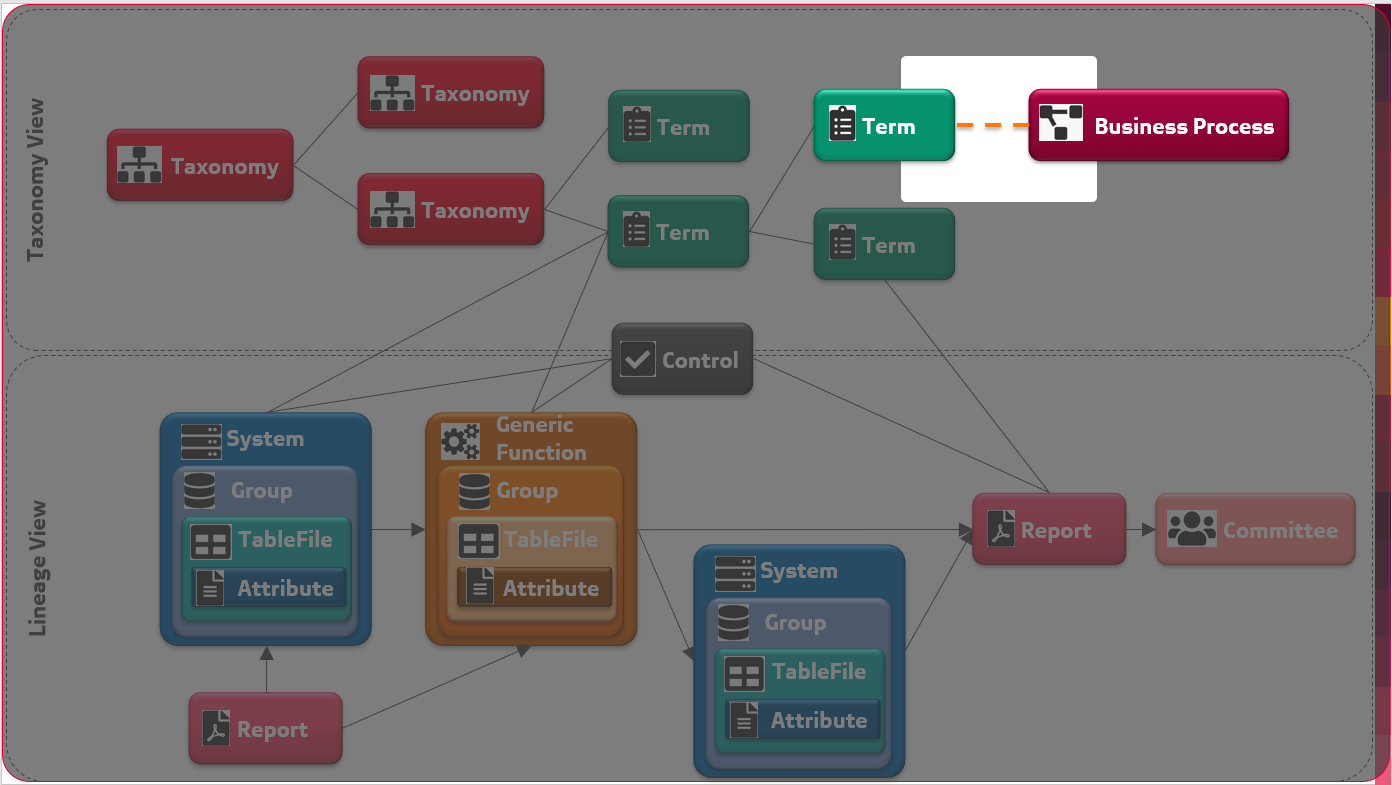 Taxonomy View
Taxonomy
Taxonomy
Taxonomy
Term
Term
Term
Business Process
Term
Control
Lineage View
System
Group
TableFile
Attribute
Generic
Function
Group
TableFile
Attribute
System
Group
TableFile
Attribute
Report
Committee
Report